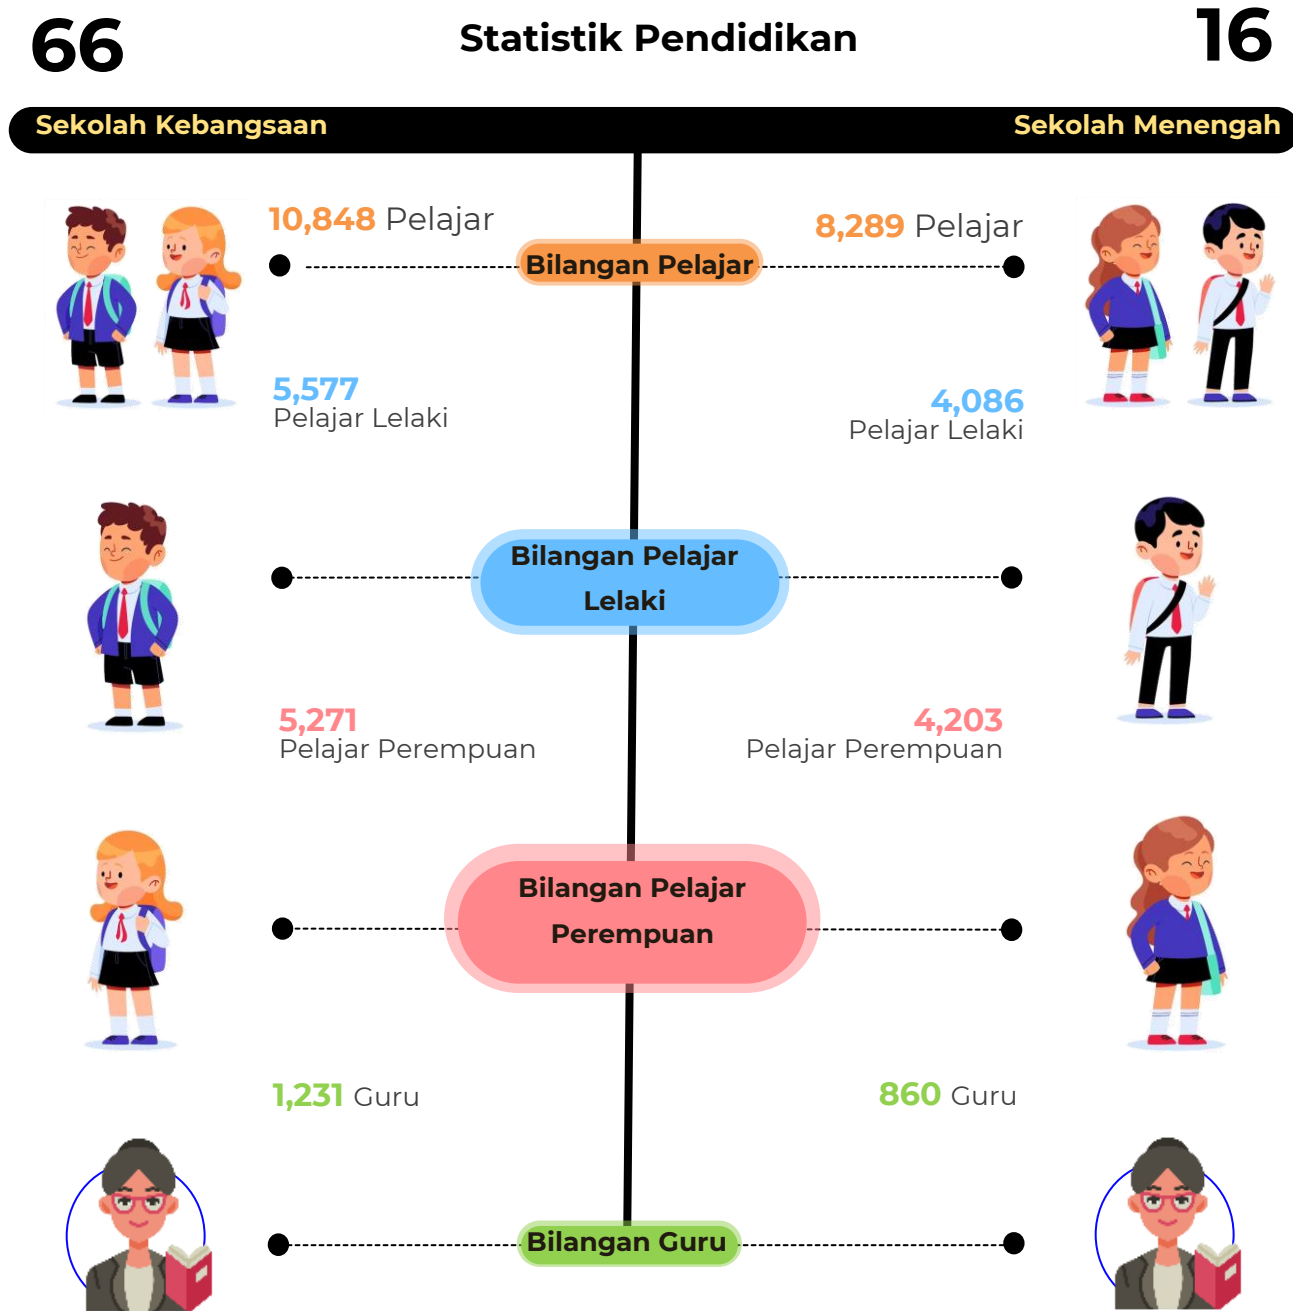 66
Statistik Pendidikan
16
Sekolah Kebangsaan
Sekolah Menengah
10,848 Pelajar
8,289 Pelajar
Bilangan Pelajar
5,577
Pelajar Lelaki
4,086
Pelajar Lelaki
Bilangan Pelajar
Lelaki
5,271
Pelajar Perempuan
4,203
Pelajar Perempuan
Bilangan Pelajar
Perempuan
1,231 Guru
860 Guru
Bilangan Guru